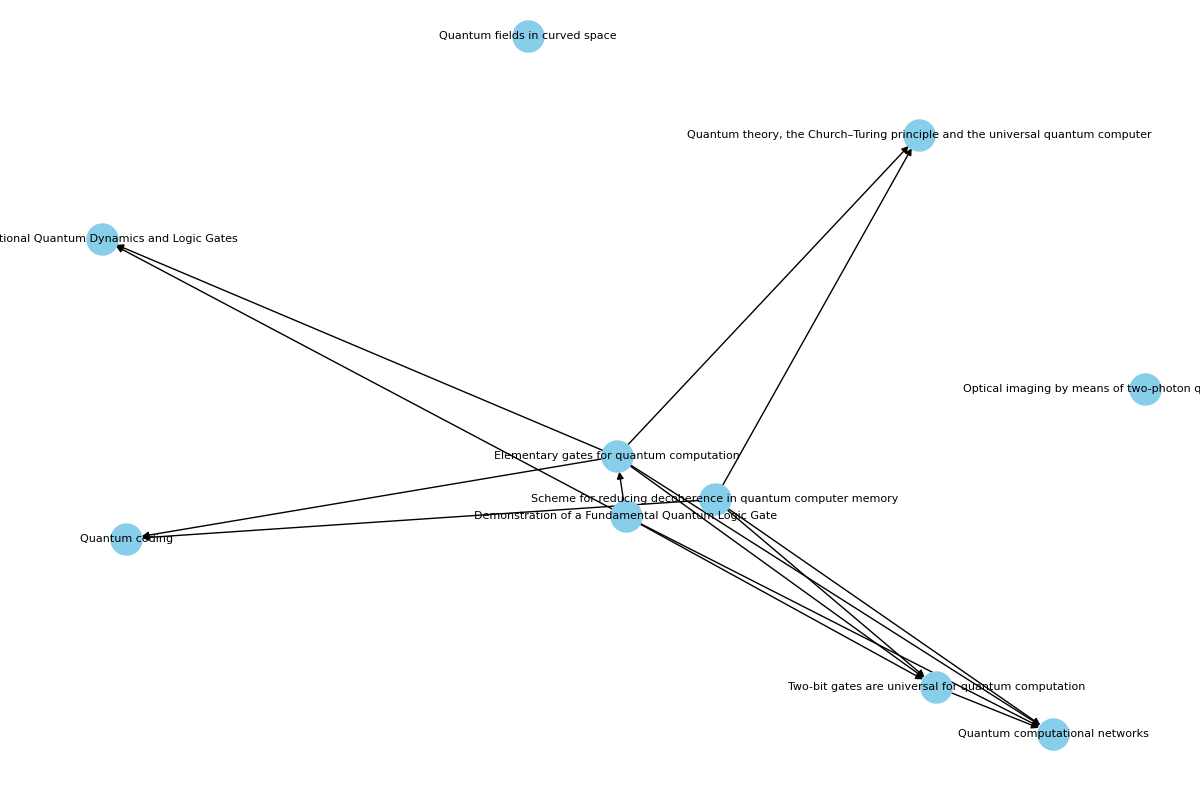 Quantum fields in curved space
Quantum theory, the Church–Turing principle and the universal quantum computer
Quantum Dynamics and Logic Gates
Optical imaging by means of two-photon
Elementary gates for quantum computation
Scheme for reducing decoherence in quantum computer memory
Demonstration of a Fundamental Quantum Logic Gate
Quantum coding
Two-bit gates are universal for quantum computation
Quantum computational networks